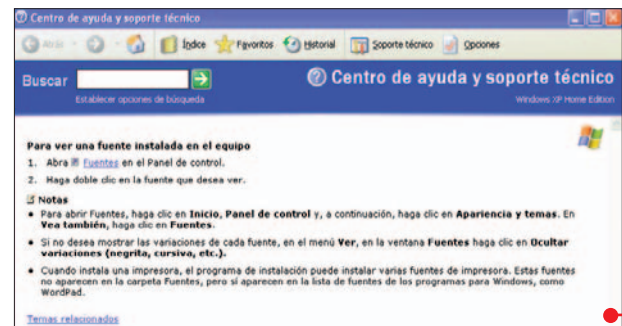 Centro de ayuda y soporte técnico
Atrás Índice Favoritos Historial Soporte técnico Opciones
Buscar
Centro de ayuda y soporte técnico
Establecer opciones de búsqueda
Windows XP Home Edition
Para ver una fuente instalada en el equipo
1. Abra Fuentes en el Panel de control.
2. Haga doble clic en la fuente que desea ver.
Notas
• Para abrir Fuentes, haga clic en Inicio, Panel de control y, a continuación, haga clic en Apariencia y temas. En
Vea también, haga clic en Fuentes.
• Si no desea mostrar las variaciones de cada fuente, en el menú Ver, en la ventana Fuentes haga clic en Ocultar
variaciones (negrita, cursiva, etc.).
• Cuando instala una impresora, el programa de instalación puede instalar varias fuentes de impresora. Estas fuentes
no aparecen en la carpeta Fuentes, pero sí aparecen en la lista de fuentes de los programas para Windows, como
WordPad.
Temas relacionados